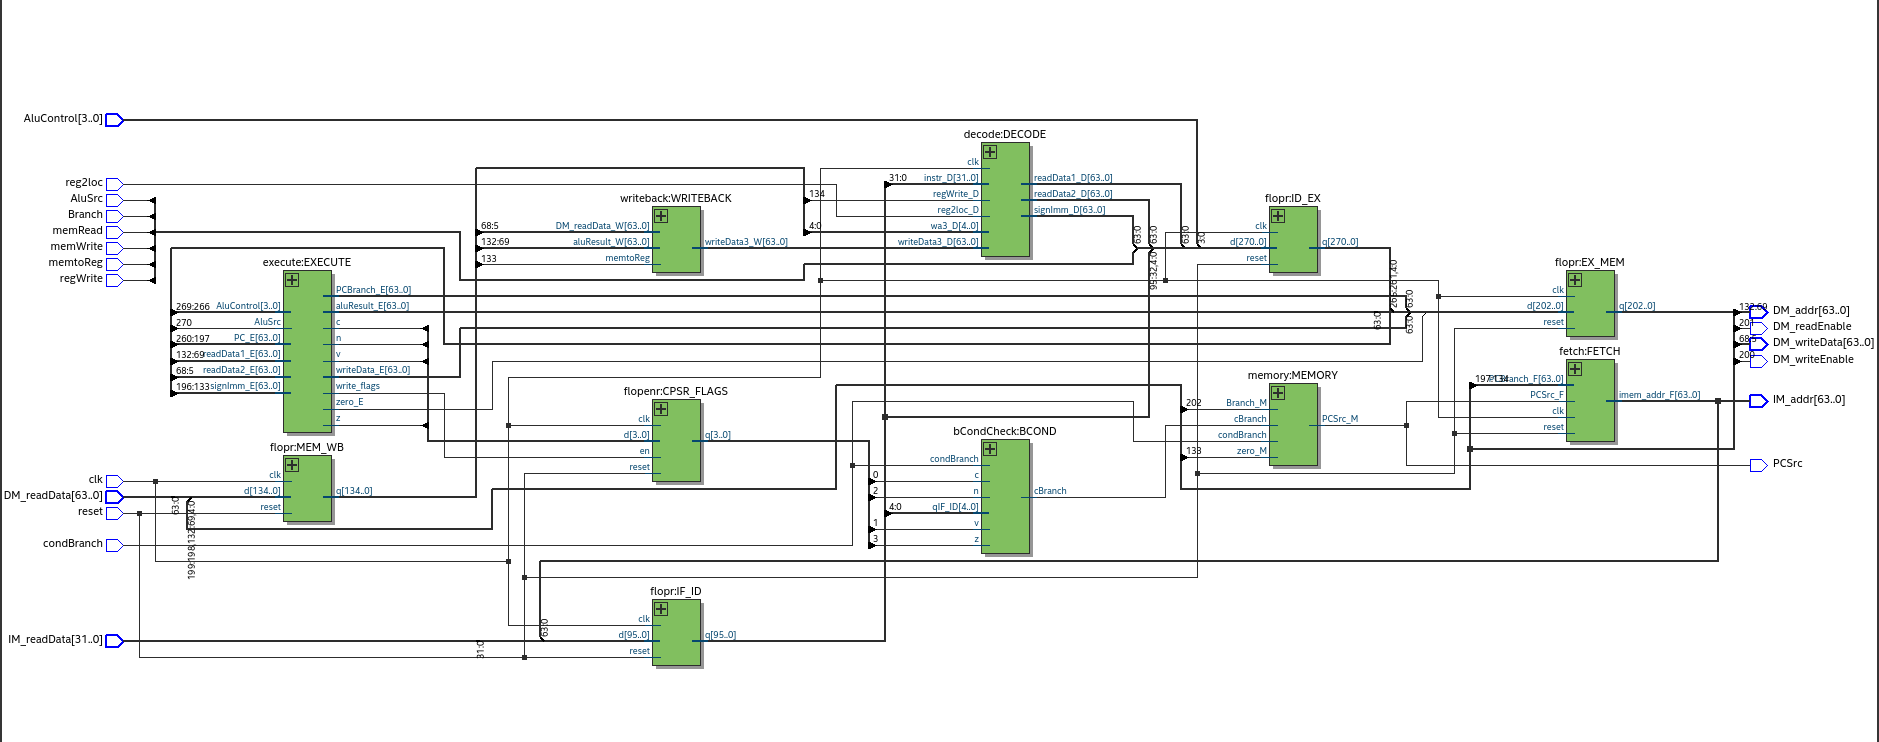 AluControl[3..0]
reg2loc
AluSrc
Branch
memRead
memWrite
memtoReg
regWrite
clk
DM_readData[63..0]
reset
condBranch
IM_readData[31..0]
execute:EXECUTE
269:266 AluControl[3..0]
270 AluSrc
260:197 PC_E[63..0]
132:69 readData1_E[63..0]
68:5 readData2_E[63..0]
196:133 signImm_E[63..0]
PCBranch_E[63..0]
aluResult_E[63..0]
c
n
v
writeData_E[63..0]
write_flags
zero_E
z
flopr:MEM_WB
clk
d[134..0]
reset
q[134..0]
63:0
199:198,132:69,4:0
writeback:WRITEBACK
68:5 DM_readData_W[63..0]
132:69 aluResult_W[63..0]
133 memtoReg
writeData3_W[63..0]
flopenr:CPSR_FLAGS
clk
d[3..0]
en
reset
q[3..0]
flopr:IF_ID
clk
d[95..0]
reset
q[95..0]
31:0
63:0
decode:DECODE
clk
31:0 instr_D[31..0]
134 regWrite_D
reg2loc_D
4:0 wa3_D[4..0]
writeData3_D[63..0]
readData1_D[63..0]
readData2_D[63..0]
signImm_D[63..0]
63:0
63:0
63:0
3:0
95:32,4:0
bCondCheck:BCOND
condBranch
0 c
2 n
4:0 qIF_ID[4..0]
1 v
3 z
cBranch
flopr:ID_EX
clk
d[270..0]
reset
q[270..0]
265:261,4:0
63:0
63:0
63:0
memory:MEMORY
202 Branch_M
cBranch
condBranch
133 zero_M
PCSrc_M
flopr:EX_MEM
clk
d[202..0]
reset
q[202..0]
fetch:FETCH
197:134 PCBranch_F[63..0]
PCSrc_F
clk
reset
imem_addr_F[63..0]
132:69 DM_addr[63..0]
201 DM_readEnable
68:5 DM_writeData[63..0]
200 DM_writeEnable
IM_addr[63..0]
PCSrc